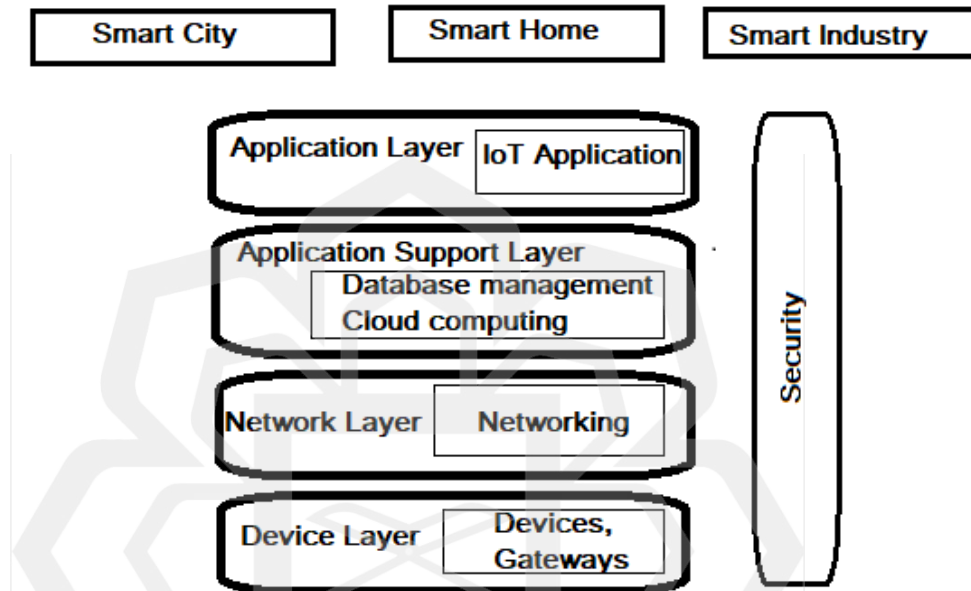 Smart City
Smart Home
Smart Industry
Application Layer
IoT Application
Application Support Layer
Database management
Cloud computing
Network Layer
Networking
Device Layer
Devices,
Gateways
Security